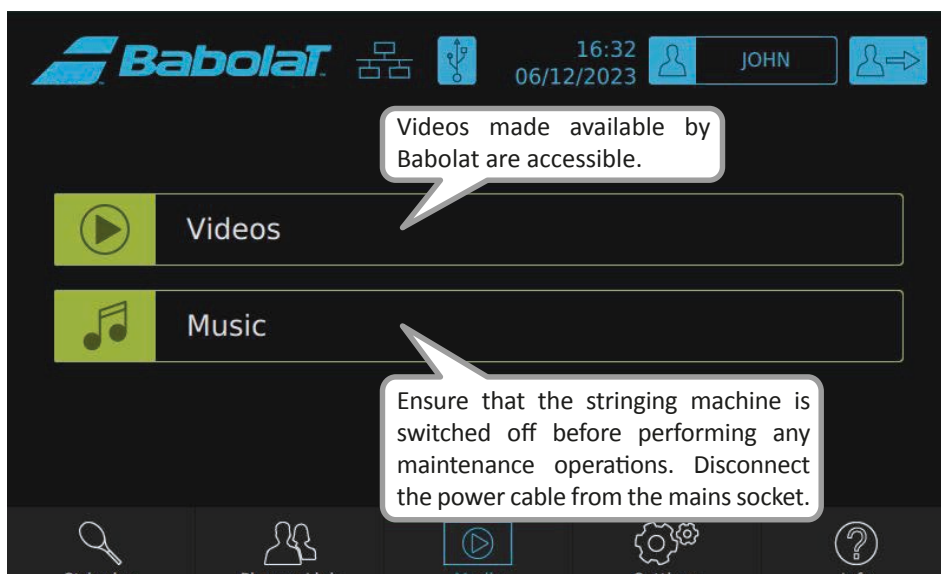 BabolaT
16:32
06/12/2023
JOHN
Videos made available by
Babolat are accessible.
Videos
Music
Ensure that the stringing machine is
switched off before performing any
maintenance operations. Disconnect
the power cable from the mains socket.